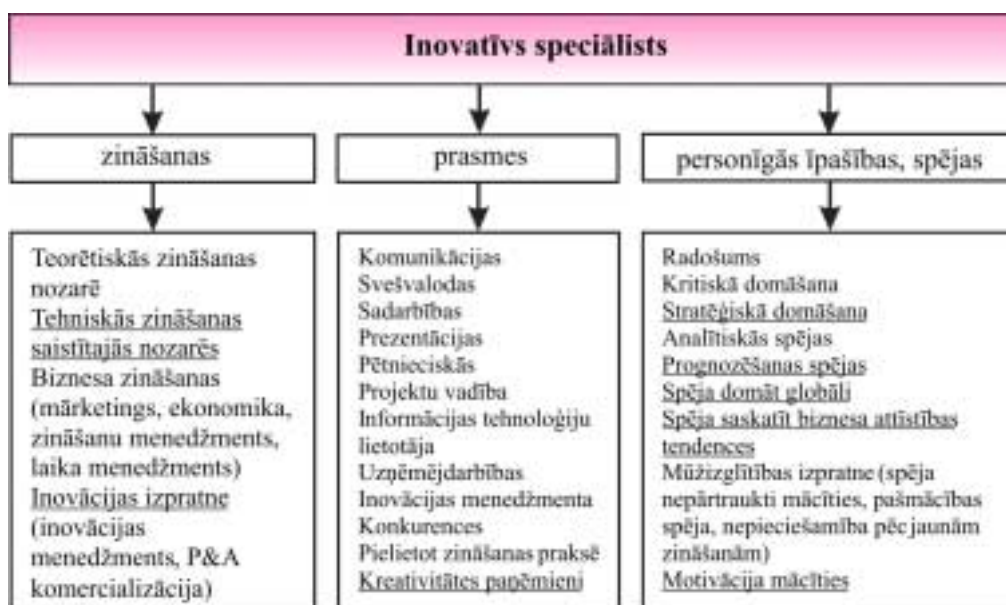 Inovatīvs speciālists
zināšanas
prasmes
personīgās īpašības, spējas
Teorētiskās zināšanas
nozarē
Tehniskās zināšanas
saistītajās nozarēs
Biznesa zināšanas
(mārketings, ekonomika,
zināšanu menedžments,
laika menedžments)
Inovācijas izpratne
(inovācijas
menedžments, P&A
komercializācija)
Komunikācijas
Svešvalodas
Sadarbības
Prezentācijas
Pētnieciskās
Projektu vadība
Informācijas tehnoloģiju
lietotāja
Uzņēmējdarbības
Inovācijas menedžmenta
Konkurences
Pielietot zināšanas praksē
Kreativitātes paņēmieni
Radošums
Kritiskā domāšana
Stratēģiskā domāšana
Analītiskās spējas
Prognozēšanas spējas
Spēja domāt globāli
Spēja saskatīt biznesa attīstības
tendences
Mūžizglītības izpratne (spēja
nepārtraukti mācīties, pašmācības
spēja, nepieciešamība pēc jaunām
zināšanām)
Motivācija mācīties